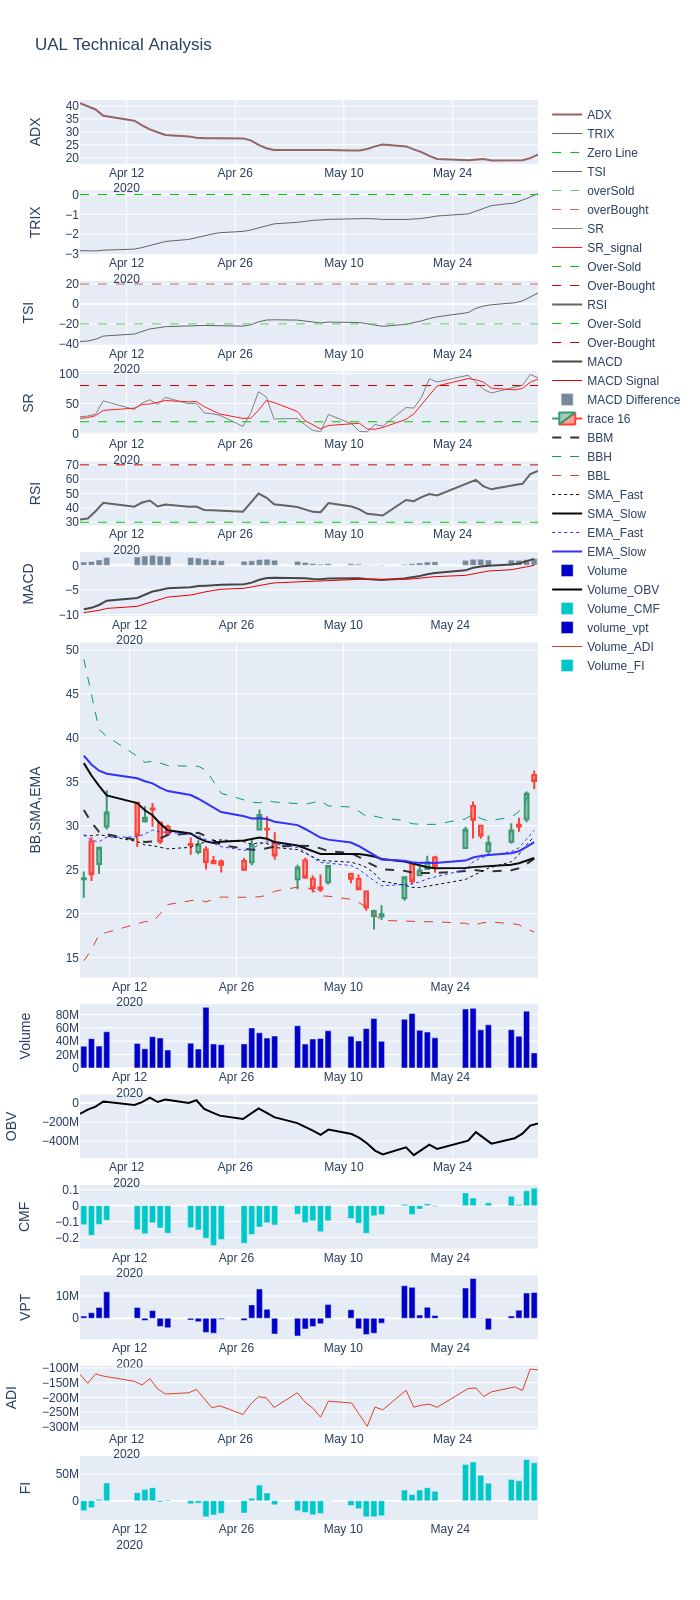 UAL Technical Analysis
ADX
40
35
30
25
20
Apr 12
2020
Apr 26
May 10
May 24
TRIX
0
−1
−2
−3
Apr 12
2020
Apr 26
May 10
May 24
TSI
20
0
−20
−40
Apr 12
2020
Apr 26
May 10
May 24
SR
100
50
0
Apr 12
2020
Apr 26
May 10
May 24
RSI
70
60
50
40
30
Apr 12
2020
Apr 26
May 10
May 24
MACD
0
−5
−10
Apr 12
2020
Apr 26
May 10
May 24
BB,SMA,EMA
50
45
40
35
30
25
20
15
Apr 12
2020
Apr 26
May 10
May 24
Volume
80M
60M
40M
20M
0
Apr 12
2020
Apr 26
May 10
May 24
OBV
0
−200M
−400M
Apr 12
2020
Apr 26
May 10
May 24
CMF
0.1
0
−0.1
−0.2
Apr 12
2020
Apr 26
May 10
May 24
VPT
10M
0
Apr 12
2020
Apr 26
May 10
May 24
ADI
−100M
−150M
−200M
−250M
−300M
Apr 12
2020
Apr 26
May 10
May 24
FI
50M
0
Apr 12
2020
Apr 26
May 10
May 24
ADX
TRIX
Zero Line
TSI
overSold
overBought
SR
SR_signal
Over-Sold
Over-Bought
RSI
Over-Sold
Over-Bought
MACD
MACD Signal
MACD Difference
trace 16
BBM
BBH
BBL
SMA_Fast
SMA_Slow
EMA_Fast
EMA_Slow
Volume
Volume_OBV
Volume_CMF
volume_vpt
Volume_ADI
Volume_FI